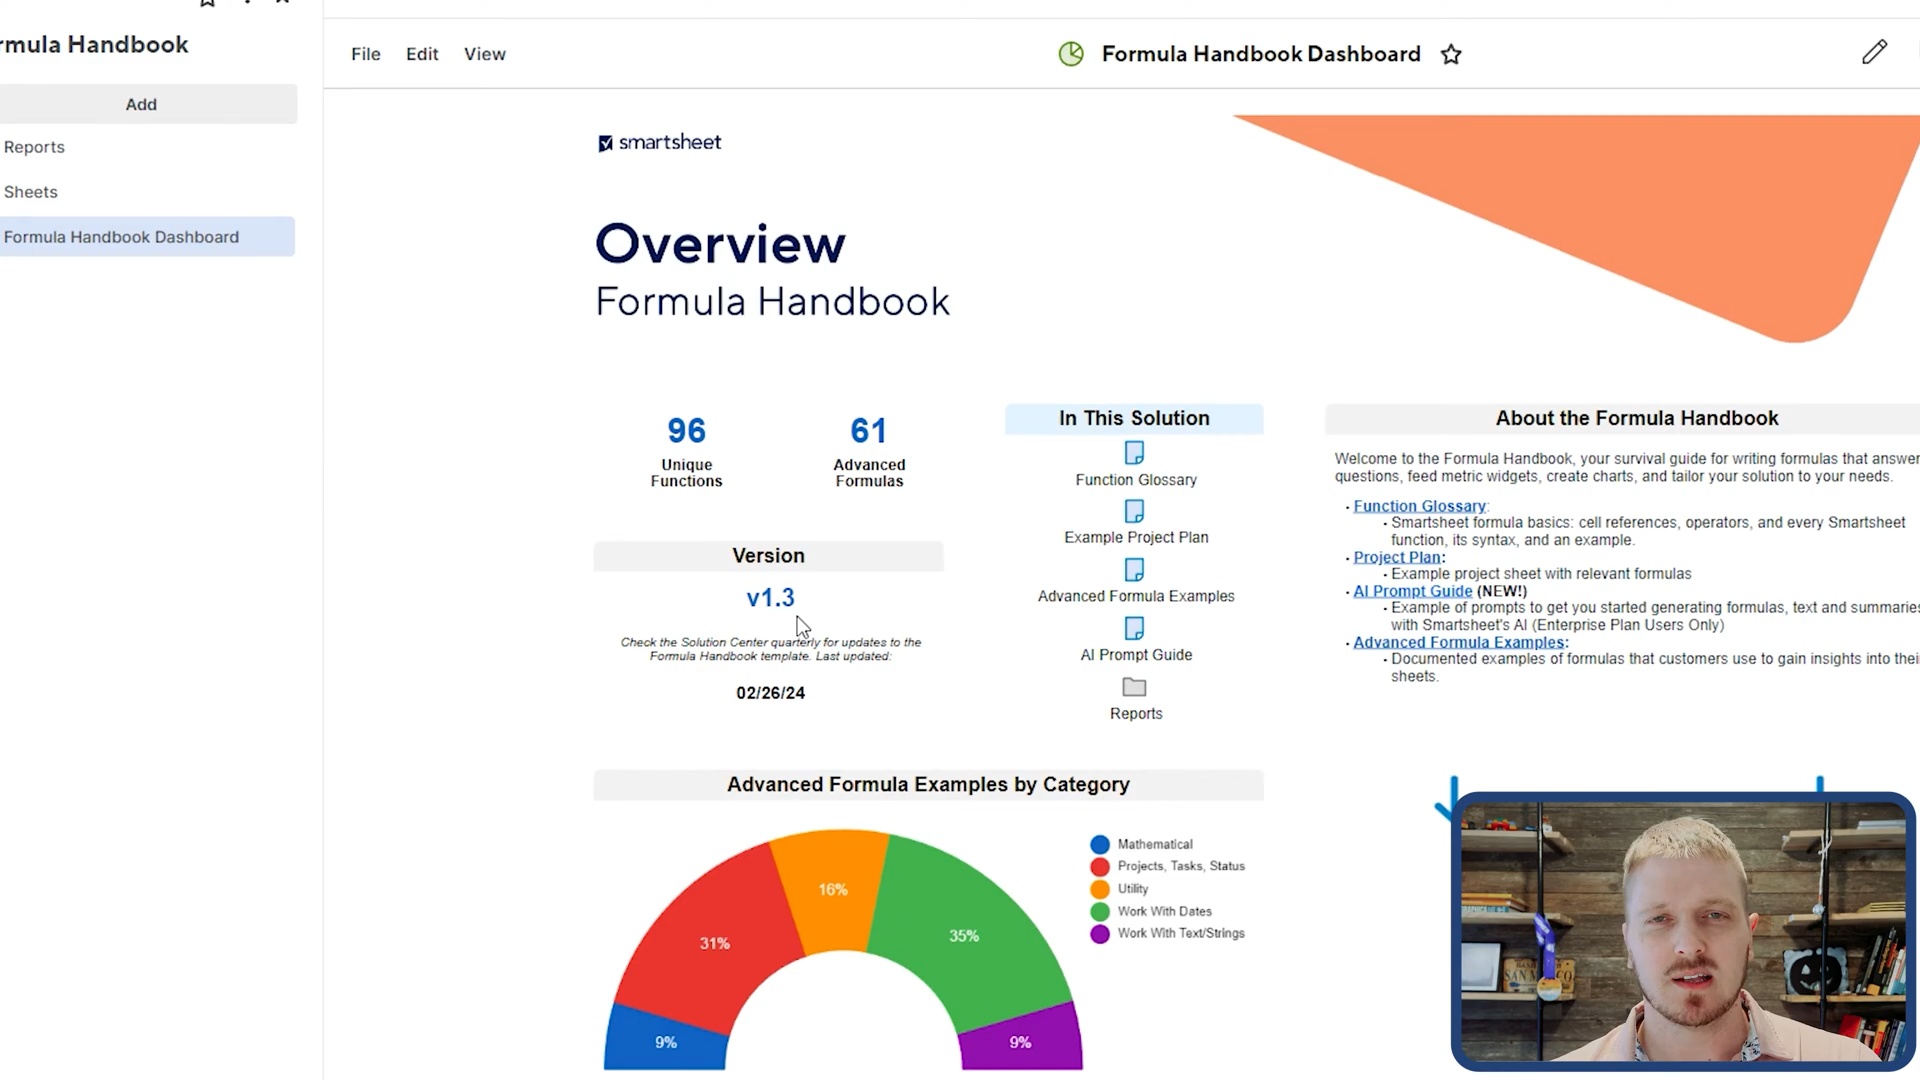 rmula Handbook
Add
Reports
Sheets
Formula Handbook Dashboard
File Edit View
Formula Handbook Dashboard
smartsheet
Overview
Formula Handbook
96
Unique
Functions
61
Advanced
Formulas
Version
v1.3
Check the Solution Center quarterly for updates to the
Formula Handbook template. Last updated:
02/26/24
In This Solution
Function Glossary
Example Project Plan
Advanced Formula Examples
AI Prompt Guide
Reports
About the Formula Handbook
Welcome to the Formula Handbook, your survival guide for writing formulas that answer
questions, feed metric widgets, create charts, and tailor your solution to your needs.
· Function Glossary:
· Smartsheet formula basics: cell references, operators, and every Smartsheet
function, its syntax, and an example.
· Project Plan:
· Example project sheet with relevant formulas
· AI Prompt Guide (NEW!)
· Example of prompts to get you started generating formulas, text and summaries
with Smartsheet's AI (Enterprise Plan Users Only)
· Advanced Formula Examples:
· Documented examples of formulas that customers use to gain insights into thei
sheets.
Advanced Formula Examples by Category
9%
31%
16%
35%
9%
Mathematical
Projects, Tasks, Status
Utility
Work With Dates
Work With Text/Strings